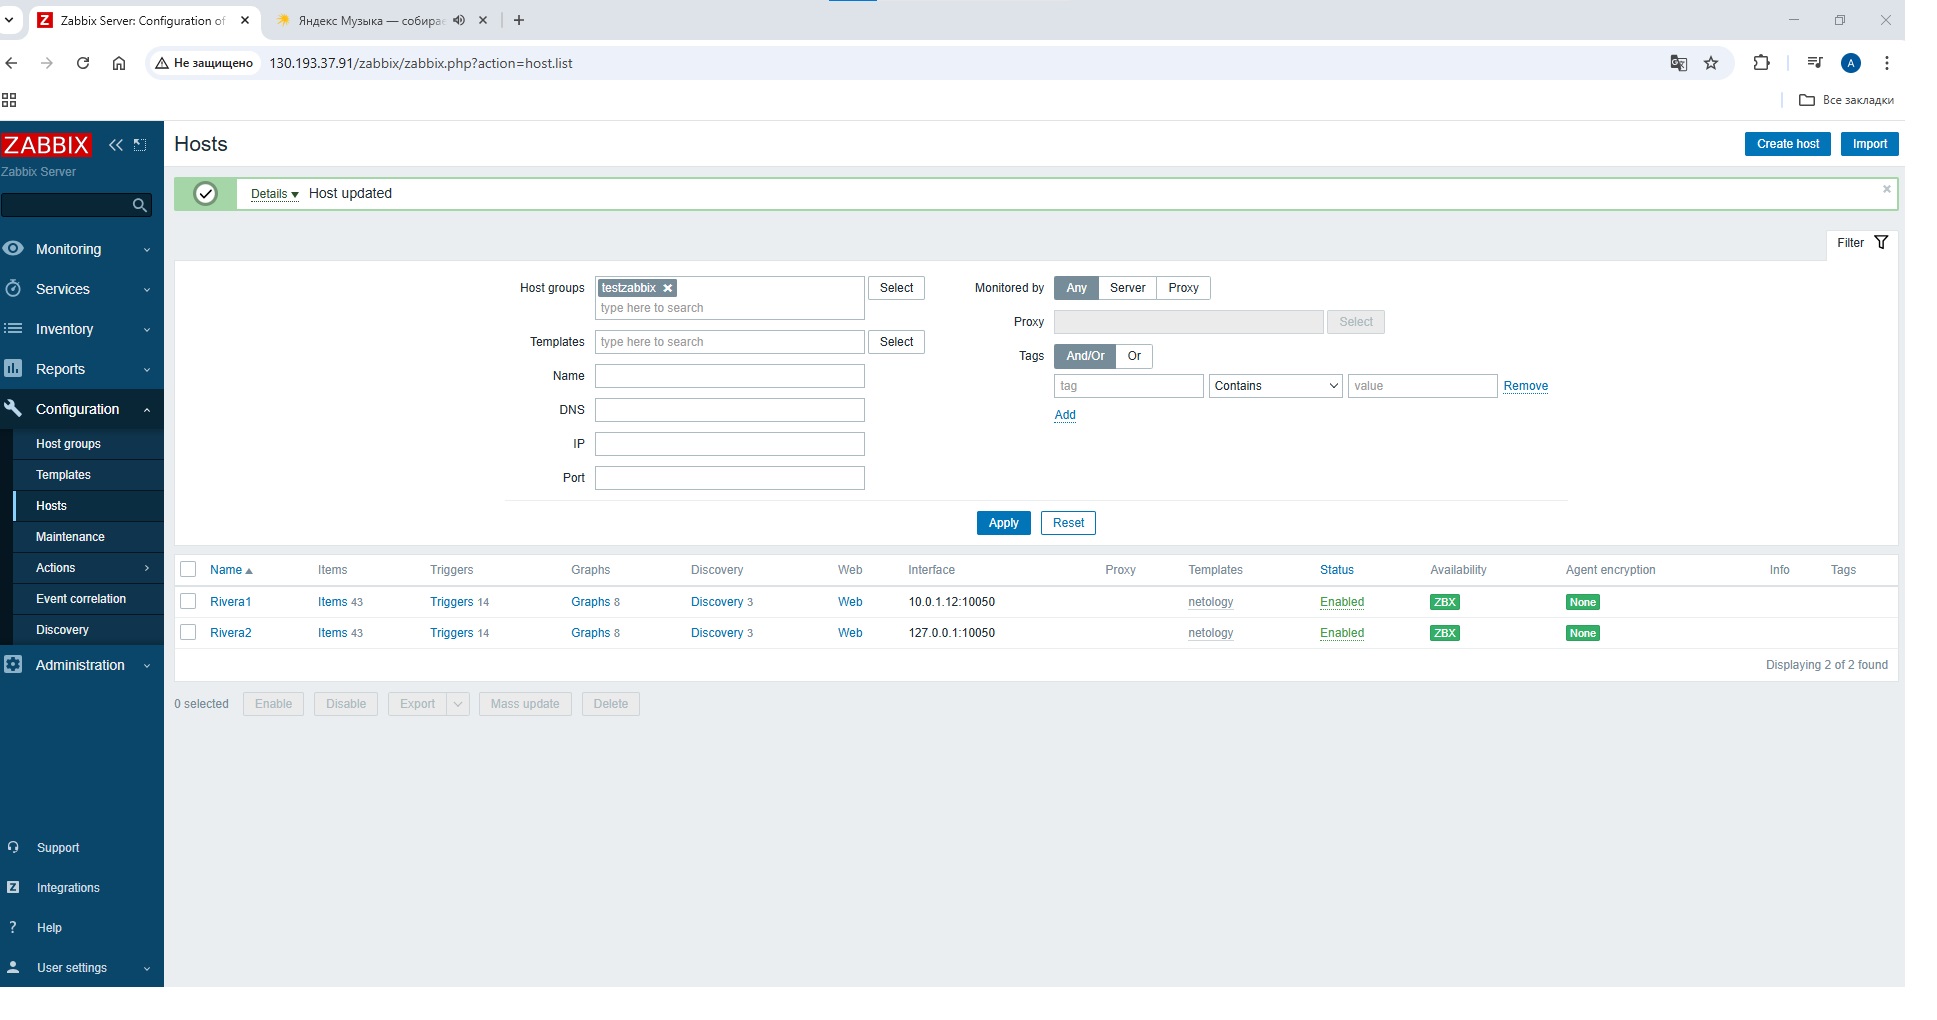 Zabbix Server: Configuration of
Яндекс Музыка — собирае
Не защищено 130.193.37.91/zabbix/zabbix.php?action=host.list
A
Все закладки
ZABBIX
Zabbix Server
Monitoring
Services
Inventory
Reports
Configuration
Host groups
Templates
Hosts
Maintenance
Actions
Event correlation
Discovery
Administration
Support
Integrations
Help
User settings
Hosts
Create host Import
Details Host updated
Filter
Host groups testzabbix Select
type here to search
Templates type here to search Select
Name
DNS
IP
Port
Monitored by Any Server Proxy
Proxy Select
Tags And/Or Or
tag Contains value Remove
Add
Apply Reset
Name Items Triggers Graphs Discovery Web Interface Proxy Templates Status Availability Agent encryption Info Tags
Rivera1 Items 43 Triggers 14 Graphs 8 Discovery 3 Web 10.0.1.12:10050 netology Enabled ZBX None
Rivera2 Items 43 Triggers 14 Graphs 8 Discovery 3 Web 127.0.0.1:10050 netology Enabled ZBX None
Displaying 2 of 2 found
0 selected Enable Disable Export Mass update Delete